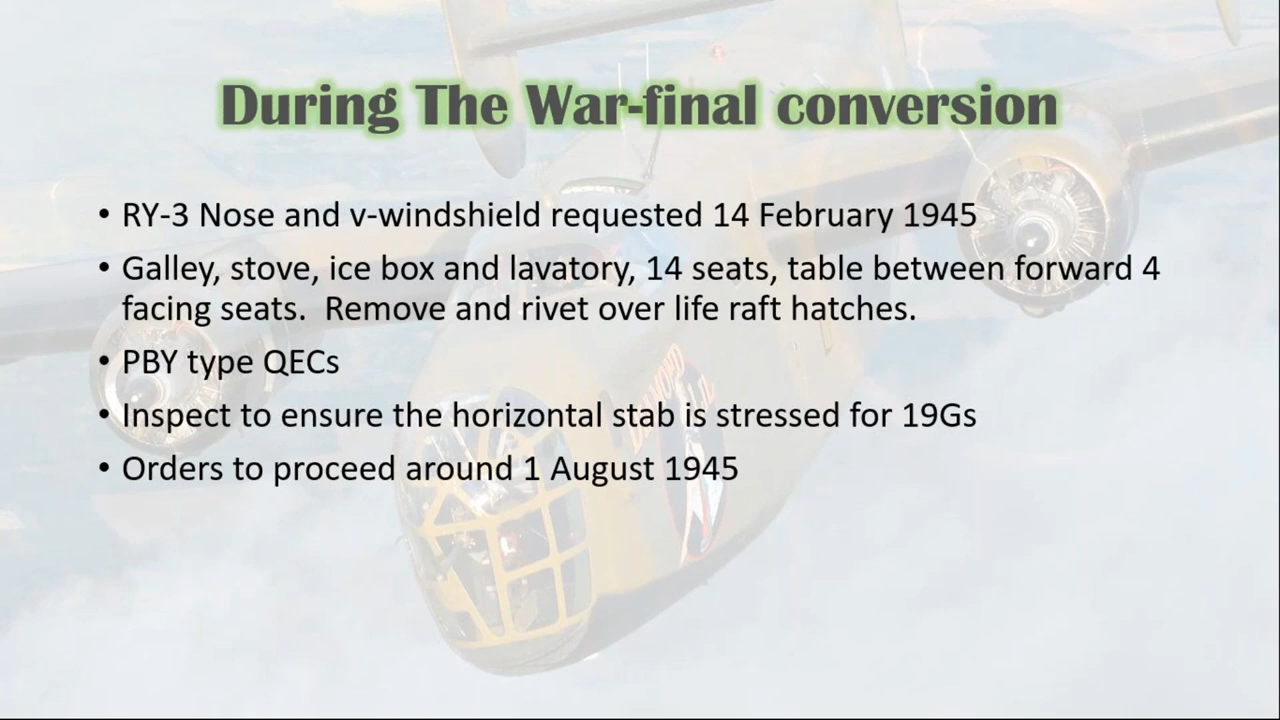 During The War-final conversion
• RY-3 Nose and v-windshield requested 14 February 1945
• Galley, stove, ice box and lavatory, 14 seats, table between forward 4
facing seats.  Remove and rivet over life raft hatches.
• PBY type QECs
• Inspect to ensure the horizontal stab is stressed for 19Gs
• Orders to proceed around 1 August 1945